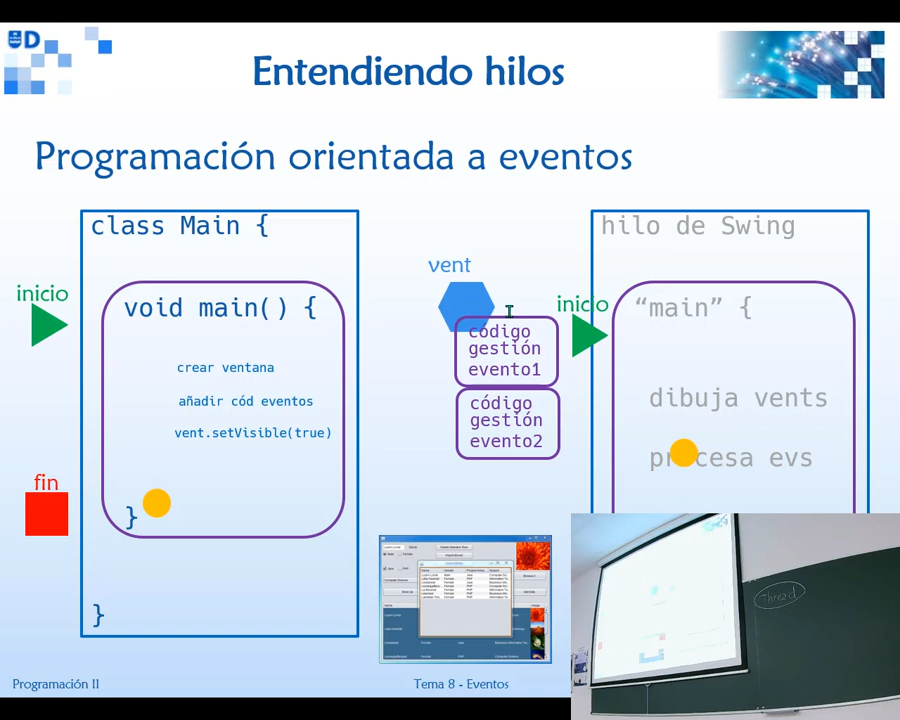 D
Entendiendo hilos
Programación orientada a eventos
class Main {
inicio
void main() {
crear ventana
añadir cód eventos
vent.setVisible(true)
fin
}
}
vent
código
gestión
evento1
código
gestión
evento2
hilo de Swing
inicio
“main” {
dibuja vents
procesa evs
Thread
Programación II
Tema 8 - Eventos